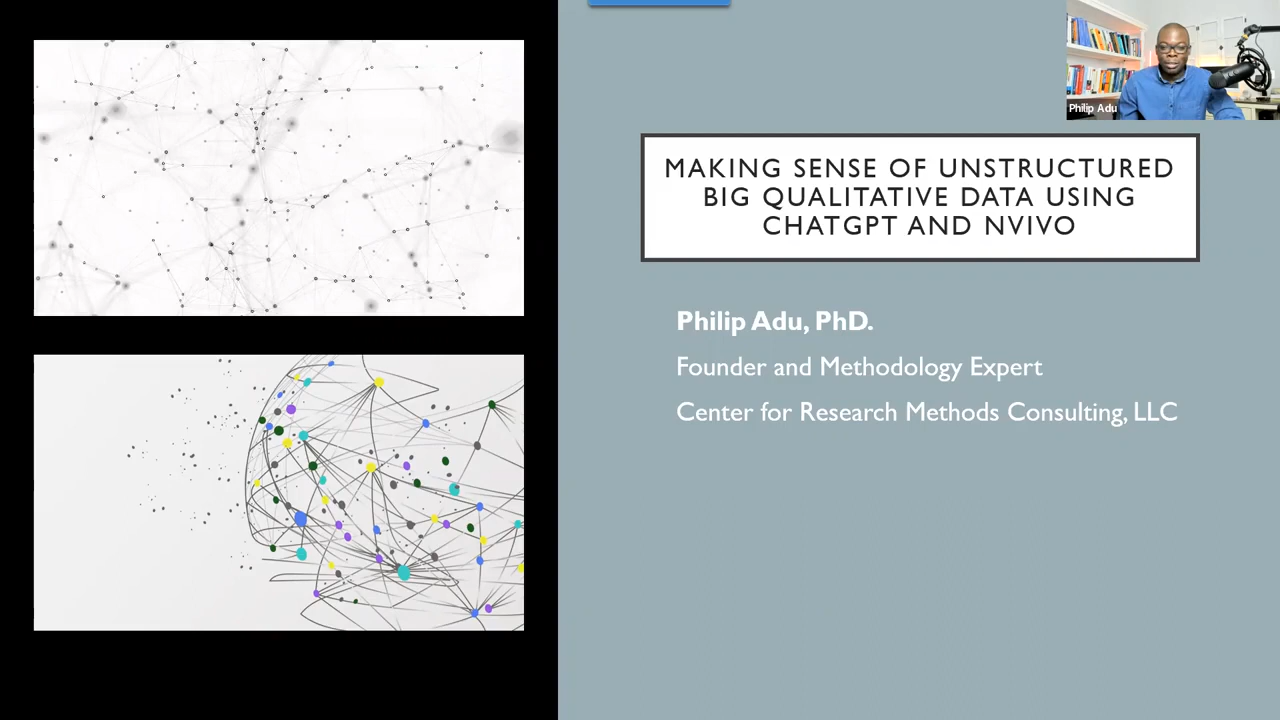 Philip Adu
MAKING SENSE OF UNSTRUCTURED
BIG QUALITATIVE DATA USING
CHATGPT AND NVIVO
Philip Adu, PhD.
Founder and Methodology Expert
Center for Research Methods Consulting, LLC